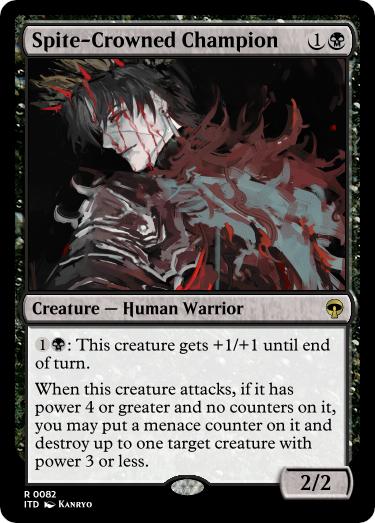 Spite-Crowned Champion 1
Creature — Human Warrior
1: This creature gets +1/+1 until end
of turn.
When this creature attacks, if it has
power 4 or greater and no counters on it,
you may put a menace counter on it and
destroy up to one target creature with
power 3 or less.
2/2
R 0082
ITD Kanryo